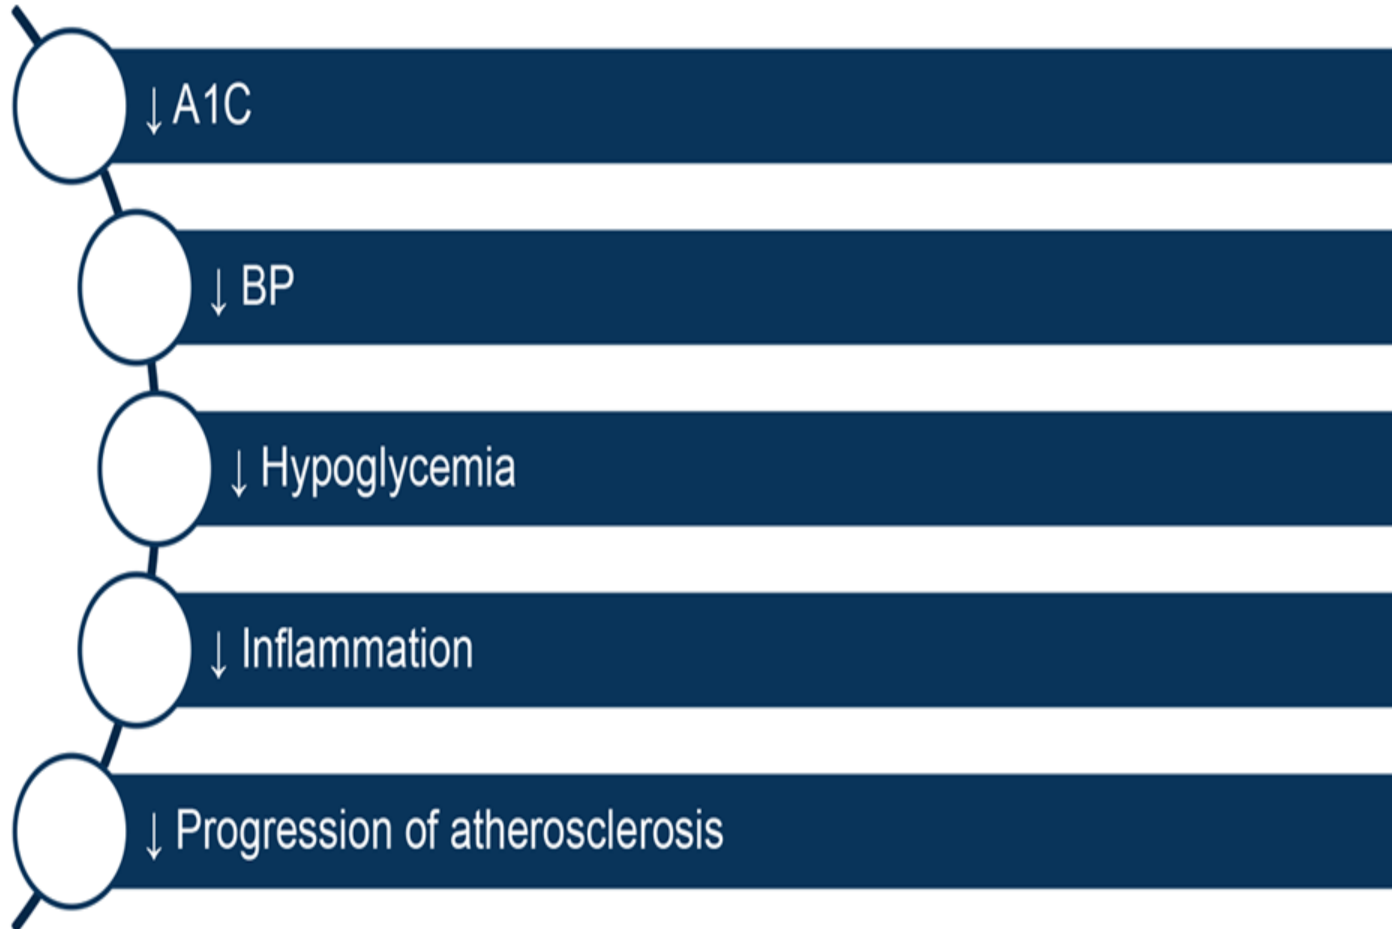 ↓ A1C
↓ BP
↓ Hypoglycemia
↓ Inflammation
↓ Progression of atherosclerosis